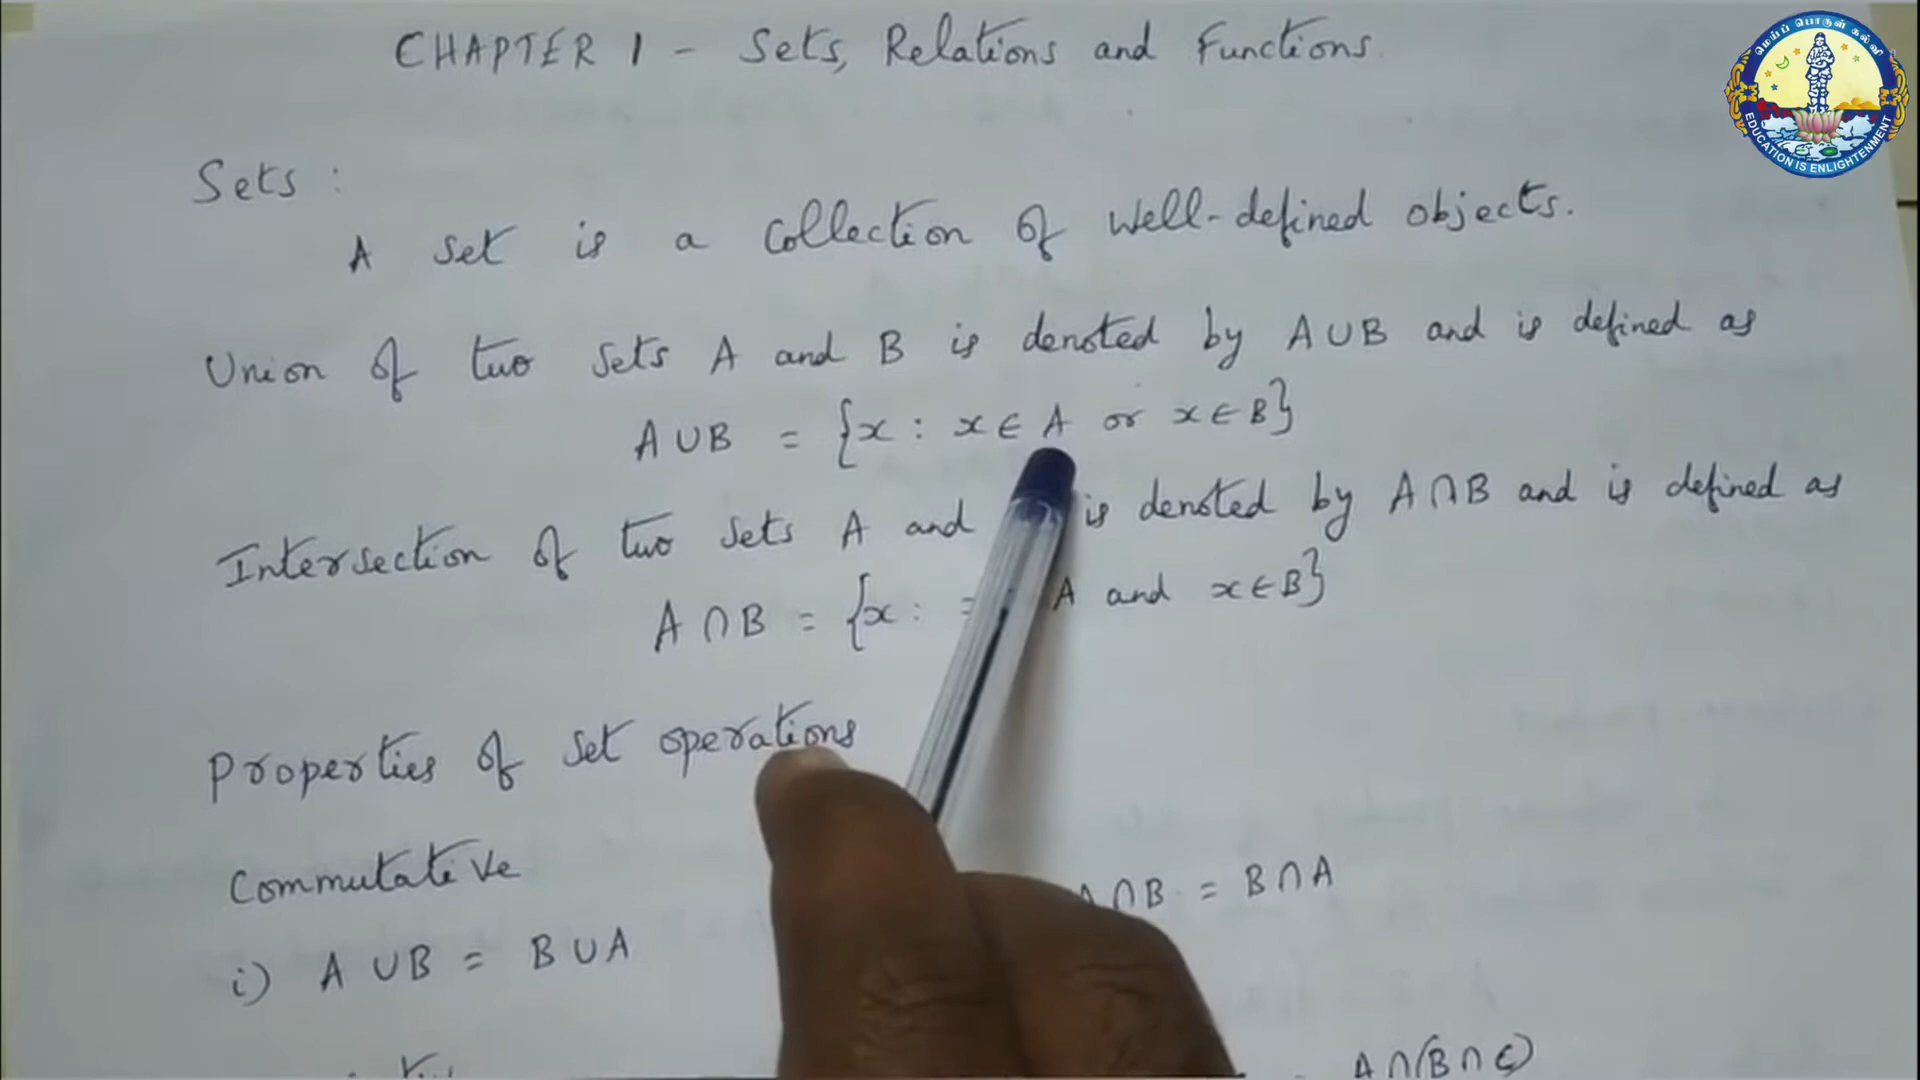 CHAPTER 1 - Sets, Relations and Functions
மெய்ப் பொருள் கல்வி
EDUCATION IS ENLIGHTENMENT
Sets :
A set is a collection of well-defined objects.
Union of two sets A and B is denoted by A ∪ B and is defined as
A ∪ B = {x : x ∈ A or x ∈ B}
Intersection of two sets A and is denoted by A ∩ B and is defined as
A ∩ B = {x : A and x ∈ B}
Properties of set operations
Commutative
i) A ∪ B = B ∪ A
A ∩ B = B ∩ A
A ∩ (B ∩ C)